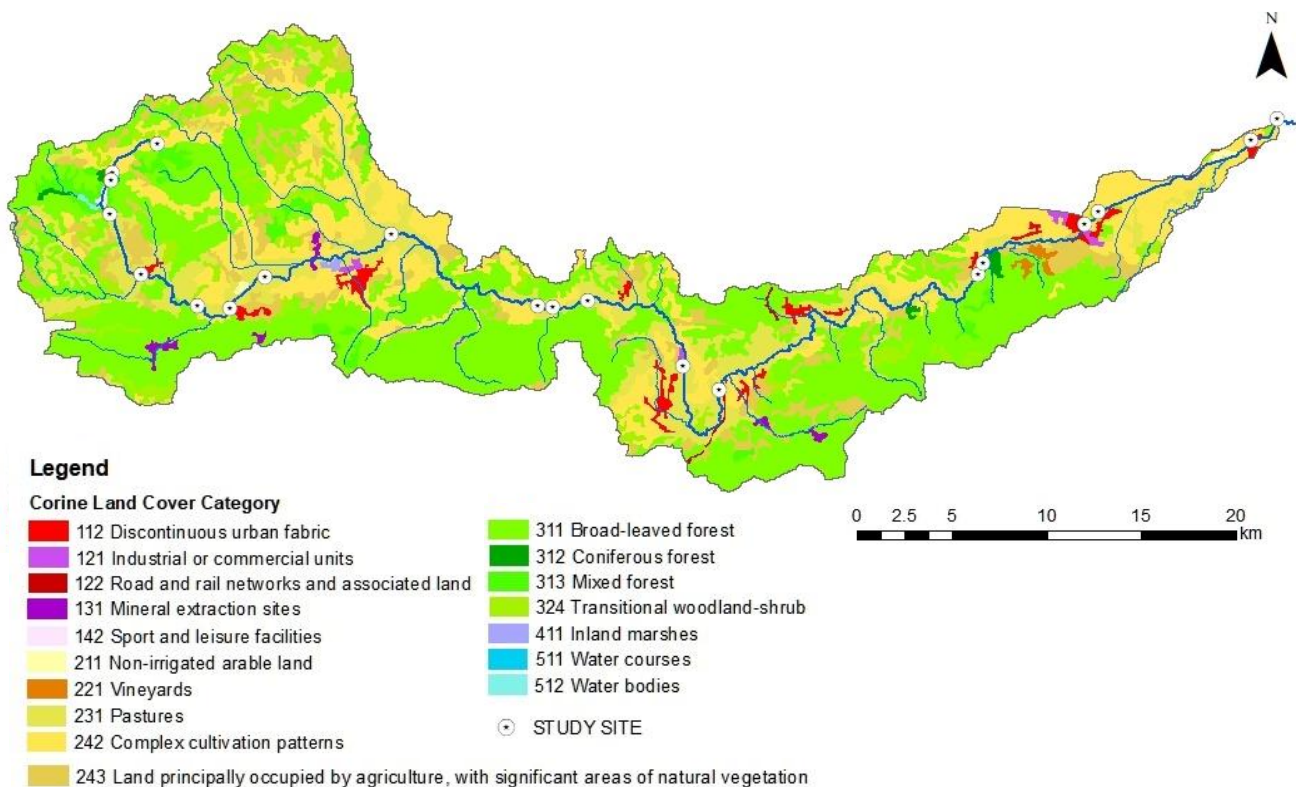 N
Legend
Corine Land Cover Category
112 Discontinuous urban fabric
121 Industrial or commercial units
122 Road and rail networks and associated land
131 Mineral extraction sites
142 Sport and leisure facilities
211 Non-irrigated arable land
221 Vineyards
231 Pastures
242 Complex cultivation patterns
243 Land principally occupied by agriculture, with significant areas of natural vegetation
311 Broad-leaved forest
312 Coniferous forest
313 Mixed forest
324 Transitional woodland-shrub
411 Inland marshes
511 Water courses
512 Water bodies
STUDY SITE
0 2.5 5 10 15 20
km